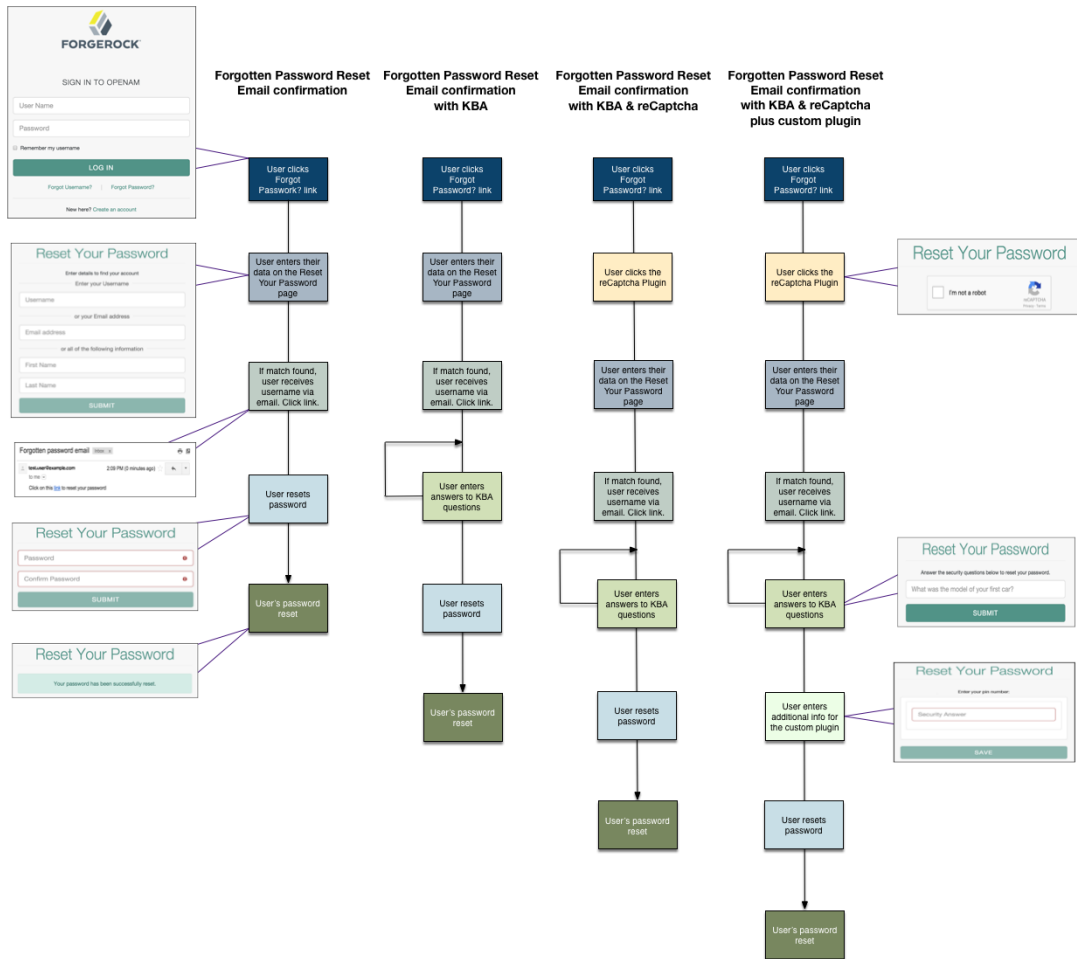 FORGEROCK
SIGN IN TO OPENAM
User Name
Password
Remember my username
LOG IN
Forgot Username? | Forgot Password?
New here? Create an account
Reset Your Password
Enter details to find your account
Enter your Username
Username
or your Email address
Email address
or all of the following information
First Name
Last Name
SUBMIT
Forgotten password email
Inbox x
test.user@example.com
2:09 PM (0 minutes ago)
to me
Click on this link to reset your password
Reset Your Password
Password
Confirm Password
SUBMIT
Reset Your Password
Your password has been successfully reset.
Forgotten Password Reset
Email confirmation
User clicks
Forgot
Passwork? link
User enters their
data on the Reset
Your Password
page
If match found,
user receives
username via
email. Click link.
User resets
password
User's password
reset
Forgotten Password Reset
Email confirmation
with KBA
User clicks
Forgot
Password? link
User enters their
data on the Reset
Your Password
page
If match found,
user receives
username via
email. Click link.
User enters
answers to KBA
questions
User resets
password
User's password
reset
Forgotten Password Reset
Email confirmation
with KBA & reCaptcha
User clicks
Forgot
Password? link
User clicks the
reCaptcha Plugin
User enters their
data on the Reset
Your Password
page
If match found,
user receives
username via
email. Click link.
User enters
answers to KBA
questions
User resets
password
User's password
reset
Forgotten Password Reset
Email confirmation
with KBA & reCaptcha
plus custom plugin
User clicks
Forgot
Password? link
User clicks the
reCaptcha Plugin
User enters their
data on the Reset
Your Password
page
If match found,
user receives
username via
email. Click link.
User enters
answers to KBA
questions
User enters
additional info for
the custom plugin
User resets
password
User's password
reset
Reset Your Password
I'm not a robot
reCAPTCHA
Privacy - Terms
Reset Your Password
Answer the security questions below to reset your password.
What was the model of your first car?
SUBMIT
Reset Your Password
Enter your pin number.
Security Answer
SAVE